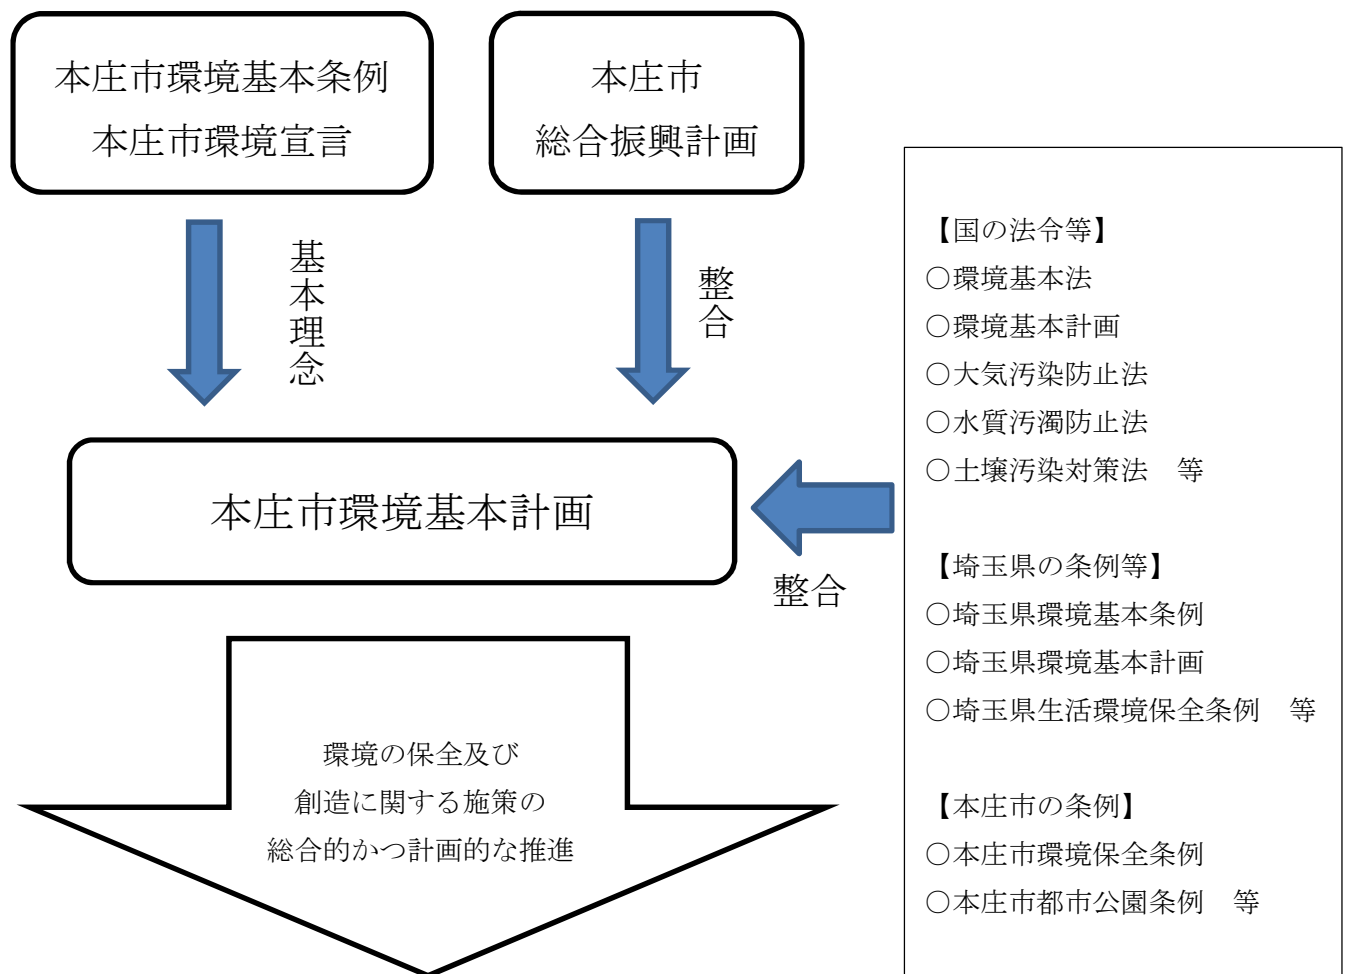 本庄市環境基本条例
本庄市環境宣言
本庄市
総合振興計画
基本理念
整合
本庄市環境基本計画
整合
環境の保全及び
創造に関する施策の
総合的かつ計画的な推進
【国の法令等】
○環境基本法
○環境基本計画
○大気汚染防止法
○水質汚濁防止法
○土壌汚染対策法　等
【埼玉県の条例等】
○埼玉県環境基本条例
○埼玉県環境基本計画
○埼玉県生活環境保全条例　等
【本庄市の条例】
○本庄市環境保全条例
○本庄市都市公園条例　等